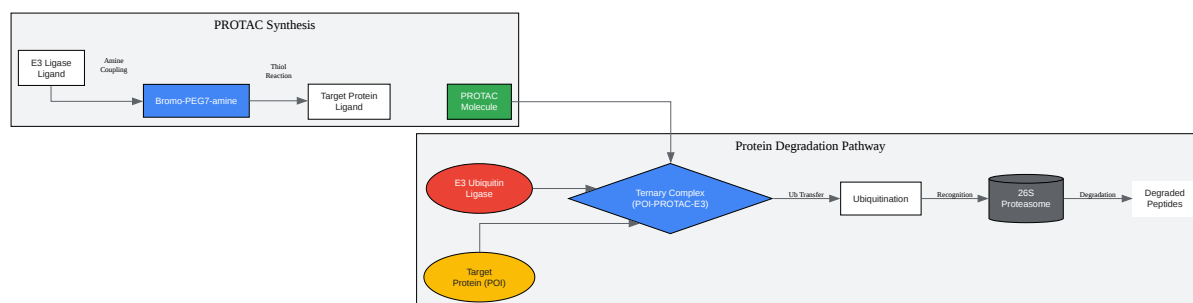 PROTAC Synthesis
E3 Ligase
Ligand
Amine
Coupling
Bromo-PEG7-amine
Thiol
Reaction
Target Protein
Ligand
PROTAC
Molecule
Protein Degradation Pathway
E3 Ubiquitin
Ligase
Ternary Complex
(POI-PROTAC-E3)
Ub Transfer
Ubiquitination
Recognition
26S
Proteasome
Degradation
Degraded
Peptides
Target
Protein (POI)